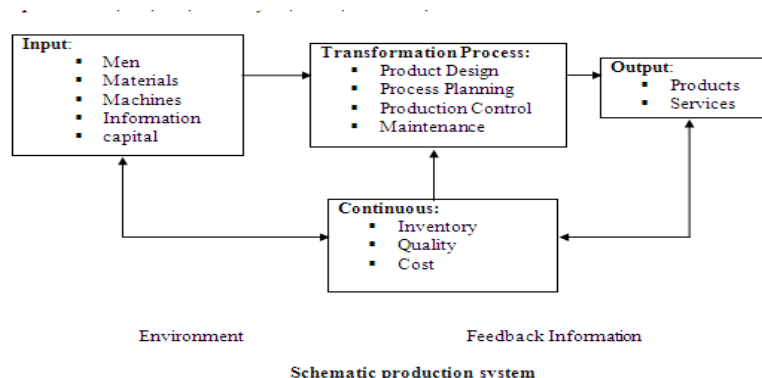 Input:
Men
Materials
Machines
Information
capital
Transformation Process:
Product Design
Process Planning
Production Control
Maintenance
Output:
Products
Services
Continuous:
Inventory
Quality
Cost
Environment
Feedback Information
Schematic production system